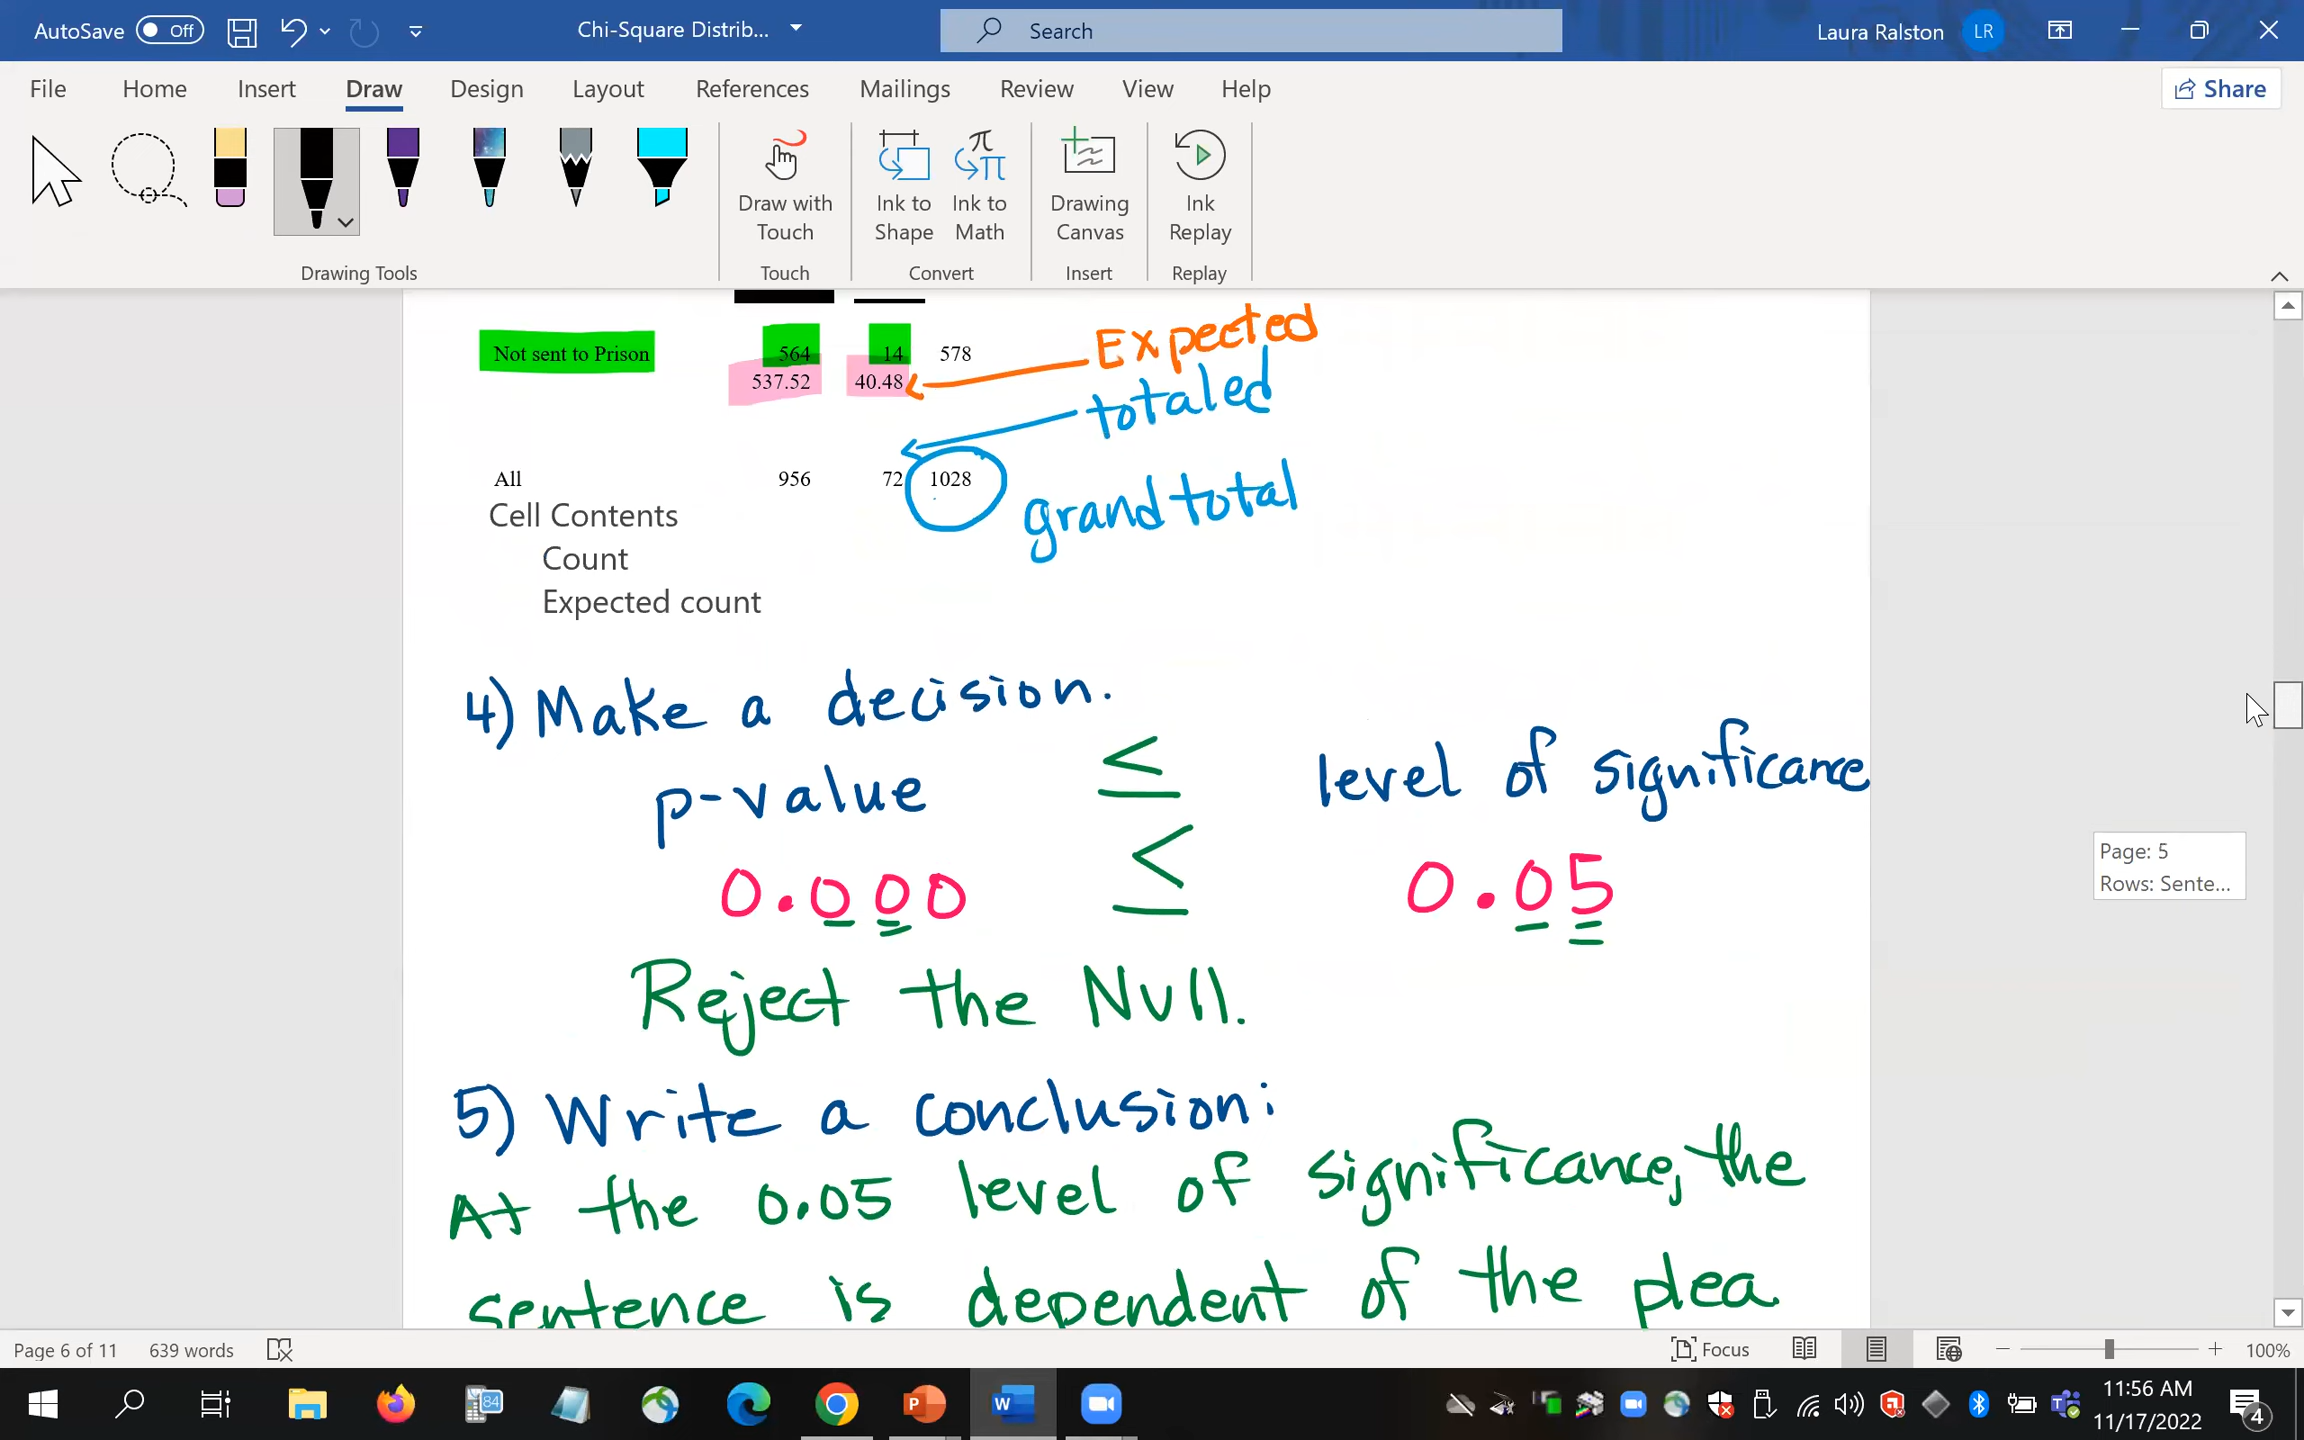 AutoSave Off Chi-Square Distrib... Search Laura Ralston LR
File Home Insert Draw Design Layout References Mailings Review View Help Share
Draw with Touch
Ink to Shape
Ink to Math
Drawing Canvas
Ink Replay
Drawing Tools Touch Convert Insert Replay
Not sent to Prison 564 14 578
Expected
537.52 40.48
totaled
All 956 72 1028
grand total
Cell Contents
Count
Expected count
4) Make a decision.
p-value ≤ level of significance
0.000 ≤ 0.05
Page: 5
Rows: Sente...
Reject the Null.
5) Write a conclusion:
At the 0.05 level of significance, the
sentence is dependent of the plea
Page 6 of 11 639 words Focus 100%
84 P W
11:56 AM
11/17/2022
4